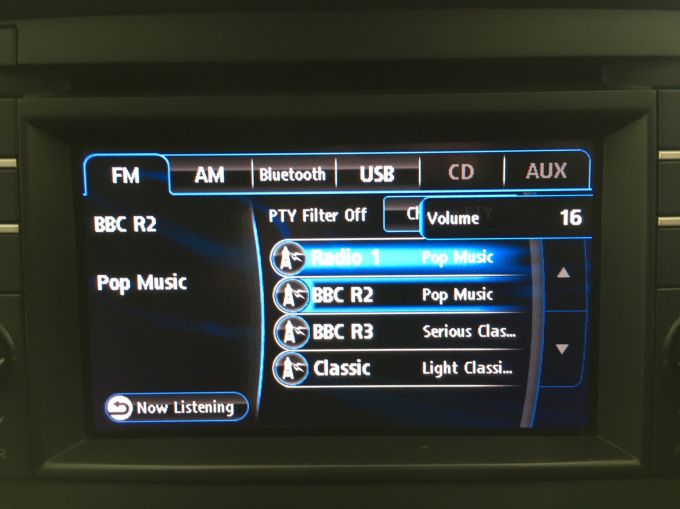 FM AM Bluetooth USB CD AUX
BBC R2
PTY Filter Off
Volume 16
Pop Music
Radio 1 Pop Music
BBC R2 Pop Music
BBC R3 Serious Clas...
Classic Light Classi...
Now Listening